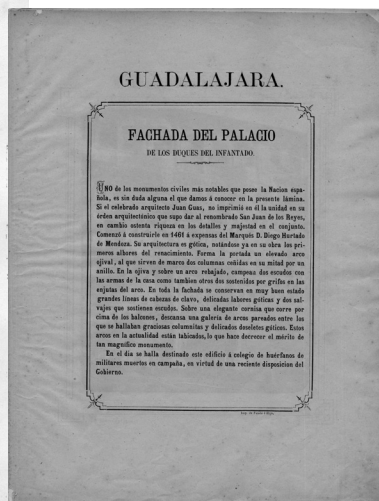 GUADALAJARA.
FACHADA DEL PALACIO
DE LOS DUQUES DEL INFANTADO.
UNO de los monumentos civiles más notables que posee la Nacion espa-
ñola, es sin duda alguna el que damos á conocer en la presente lámina.
Si el celebrado arquitecto Juan Guas, no imprimió en él la unidad en su
órden arquitectónico que supo dar al renombrado San Juan de los Reyes,
en cambio ostenta riqueza en los detalles y majestad en el conjunto.
Comenzó á construirle en 1461 á expensas del Marqués D. Diego Hurtado
de Mendoza. Su arquitectura es gótica, notándose ya en su obra los pri-
meros albores del renacimiento. Forma la portada un elevado arco
ojival, al que sirven de marco dos columnas ceñidas en su mitad por un
anillo. En la ojiva y sobre un arco rebajado, campean dos escudos con
las armas de la casa como tambien otros dos sostenidos por grifos en las
enjutas del arco. En toda la fachada se conservan en muy buen estado
grandes líneas de cabezas de clavo, delicadas labores góticas y dos sal-
vajes que sostienen escudos. Sobre una elegante cornisa que corre por
cima de los balcones, descansa una galería de arcos pareados entre los
que se hallaban graciosas columnitas y delicados doseletes góticos. Estos
arcos en la actualidad están tabicados, lo que hace decrecer el mérito de
tan magnífico monumento.
En el dia se halla destinado este edificio á colegio de huérfanos de
militares muertos en campaña, en virtud de una reciente disposicion del
Gobierno.